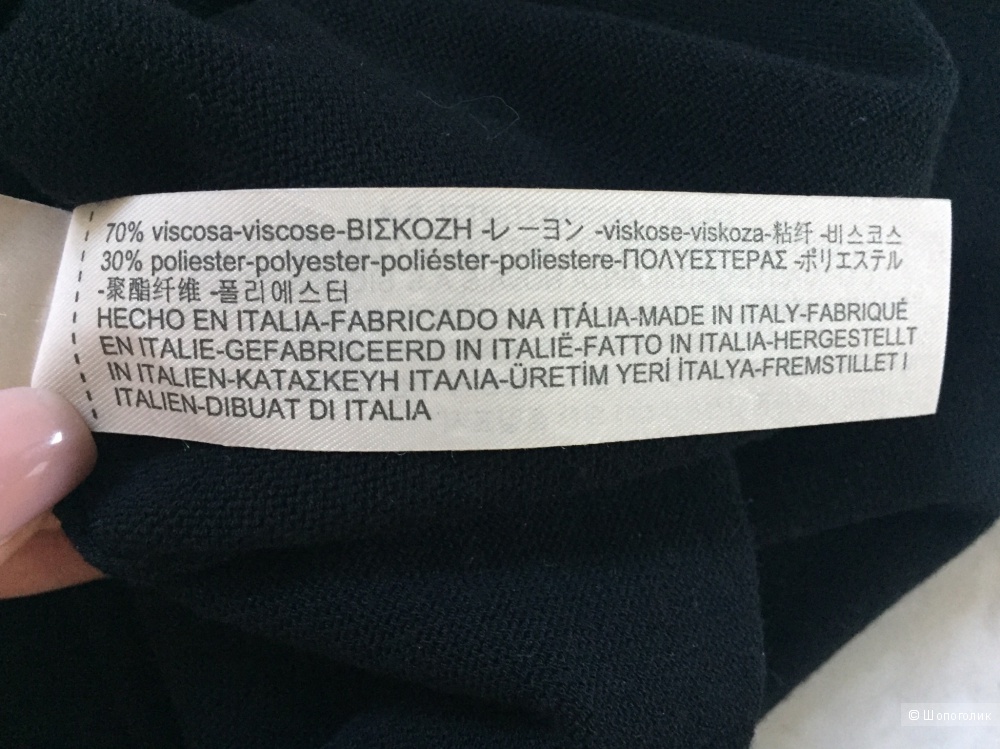 70% viscosa-viscose-ΒΙΣΚΟΖΗ -レーヨン -viskose-viskoza-粘纤 -비스코스
30% poliester-polyester-poliéster-poliestere-ΠΟΛΥΕΣΤΕΡΑΣ -ポリエステル
-聚酯纤维 -폴리에스터
HECHO EN ITALIA-FABRICADO NA ITÁLIA-MADE IN ITALY-FABRIQUÉ
EN ITALIE-GEFABRICEERD IN ITALIË-FATTO IN ITALIA-HERGESTELLT
IN ITALIEN-ΚΑΤΑΣΚΕΥΗ ΙΤΑΛΙΑ-ÜRETİM YERİ İTALYA-FREMSTILLET I
ITALIEN-DIBUAT DI ITALIA
© Шопоголик